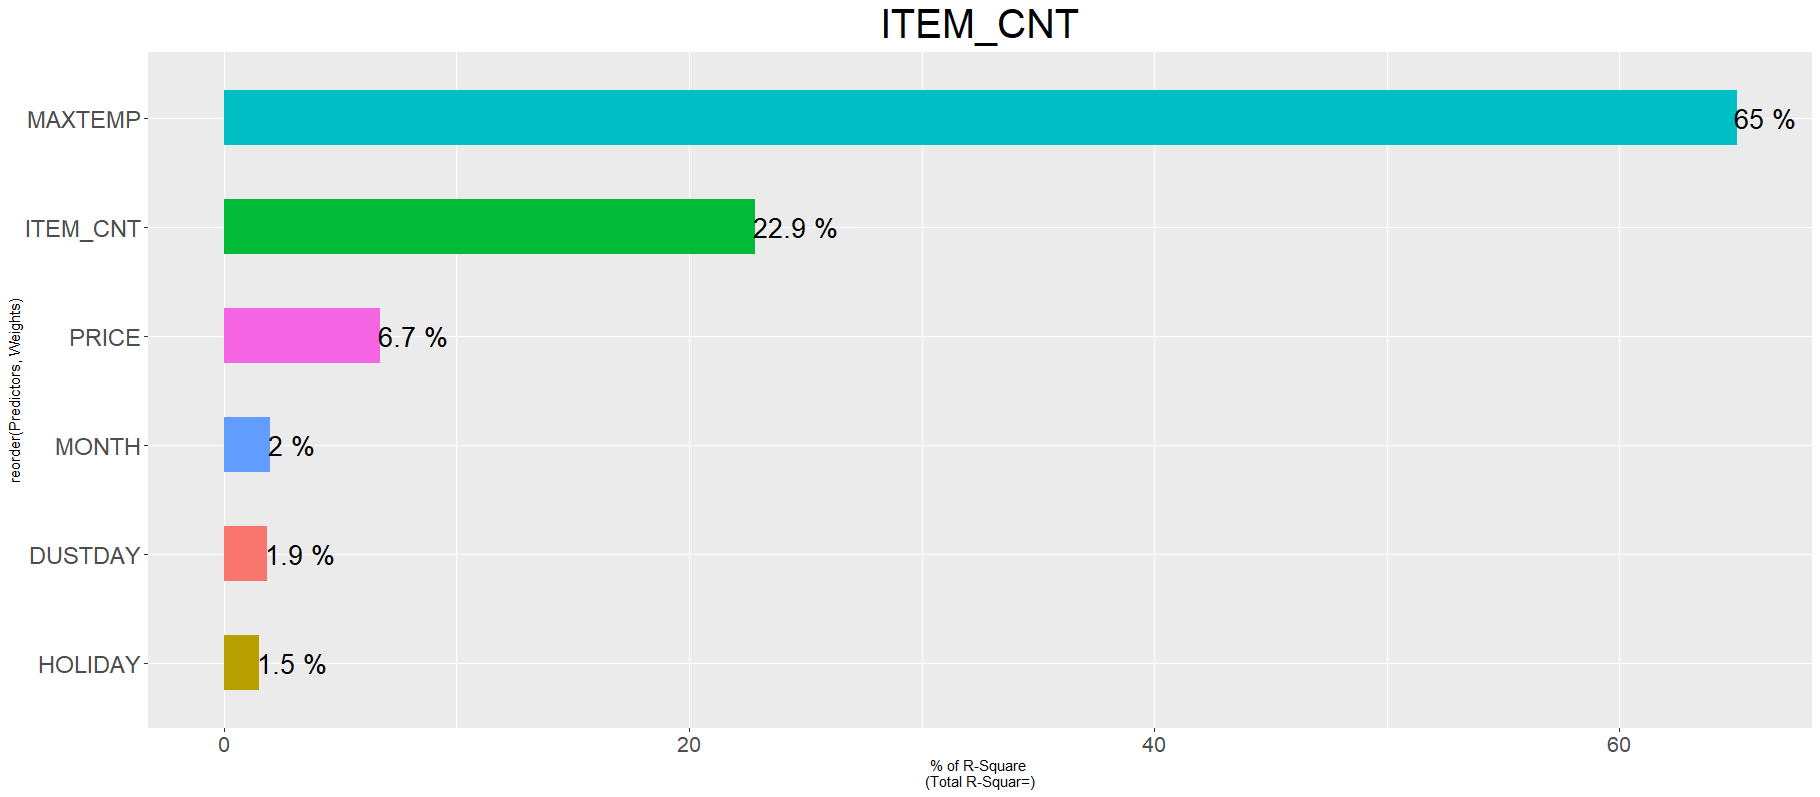 ITEM_CNT
MAXTEMP
65 %
ITEM_CNT
22.9 %
PRICE
6.7 %
MONTH
2 %
DUSTDAY
1.9 %
HOLIDAY
1.5 %
reorder(Predictors, Weights)
0 20 40 60
% of R-Square
(Total R-Squar=)